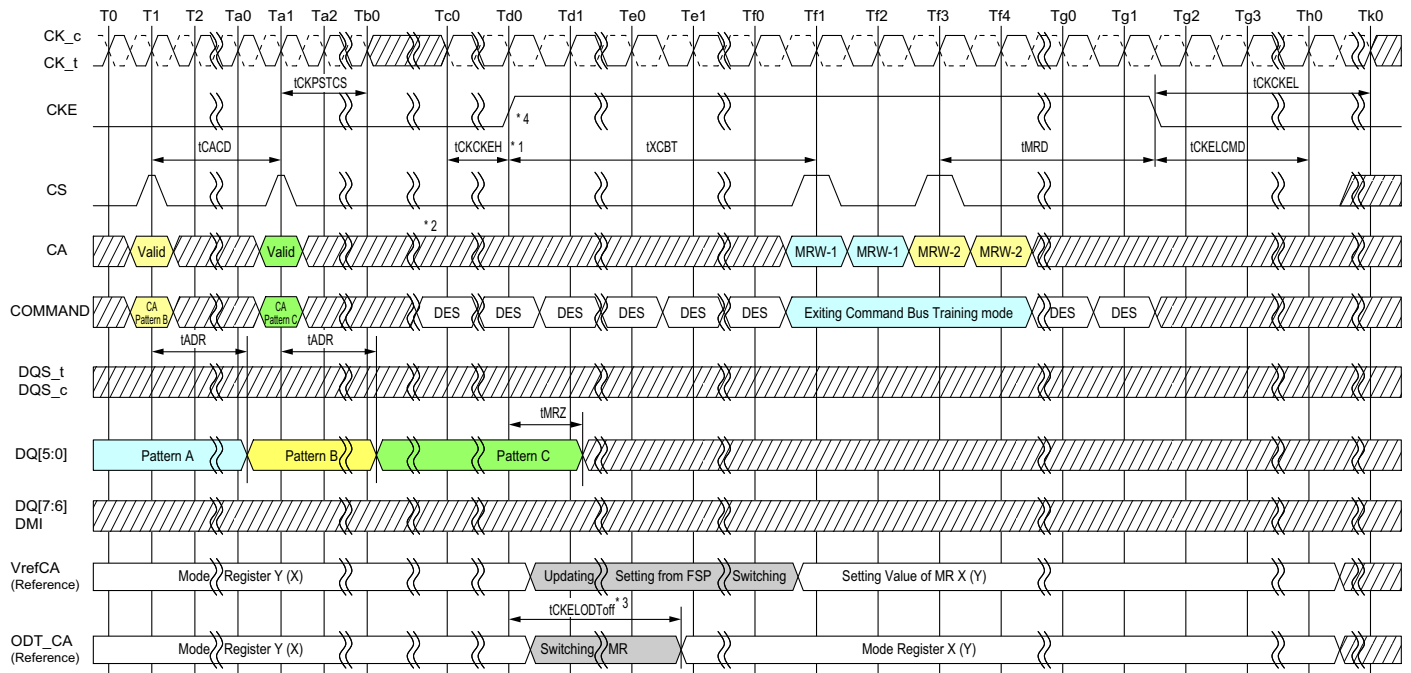 T0 T1 T2 Ta0 Ta1 Ta2 Tb0 Tc0 Td0 Td1 Te0 Te1 Tf0 Tf1 Tf2 Tf3 Tf4 Tg0 Tg1 Tg2 Tg3 Th0 Tk0
CK_c
CK_t
tCKPSTCS tCKCKEL
CKE
* 4
tCACD tCKCKEH * 1 tXCBT tMRD tCKELCMD
CS
* 2
CA Valid Valid MRW-1 MRW-1 MRW-2 MRW-2
COMMAND CA Pattern B CA Pattern C DES DES DES DES DES DES Exiting Command Bus Training mode DES DES
tADR tADR
DQS_t
DQS_c
tMRZ
DQ[5:0] Pattern A Pattern B Pattern C
DQ[7:6]
DMI
VrefCA
(Reference)
Mode Register Y (X) Updating Setting from FSP Switching Setting Value of MR X (Y)
tCKELODToff * 3
ODT_CA
(Reference)
Mode Register Y (X) Switching MR Mode Register X (Y)